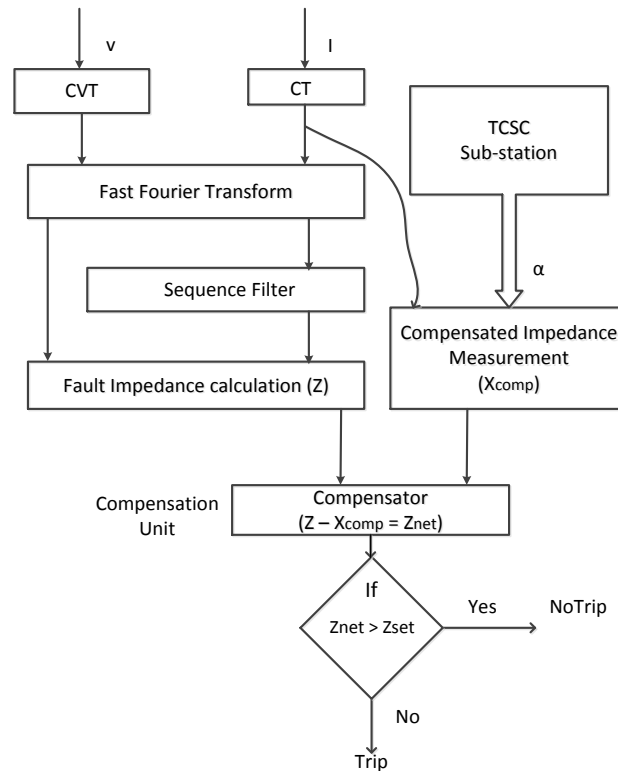 v
I
CVT
CT
TCSC
Sub-station
Fast Fourier Transform
α
Sequence Filter
Compensated Impedance
Measurement
(Xcomp)
Fault Impedance calculation (Z)
Compensation
Unit
Compensator
(Z – Xcomp = Znet)
If
Znet > Zset
Yes
NoTrip
No
Trip